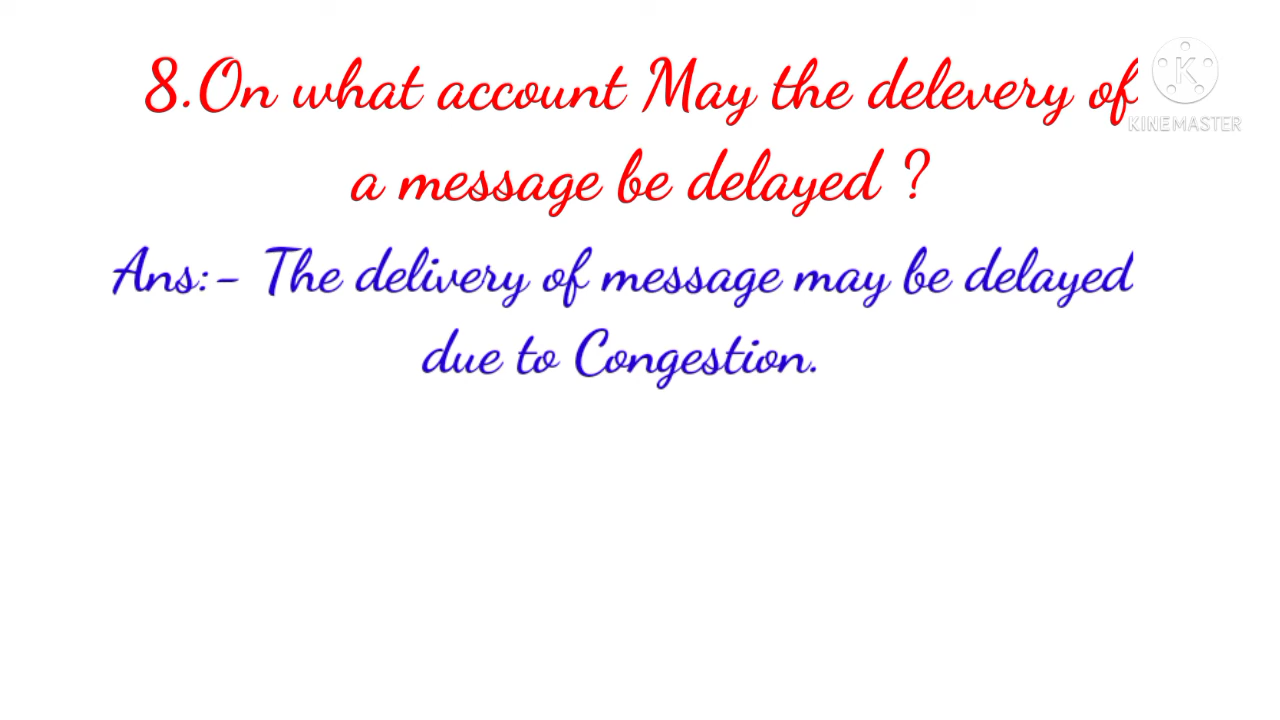 8.On what account May the delevery of
a message be delayed ?
Ans:- The delivery of message may be delayed
due to Congestion.
K
KINEMASTER